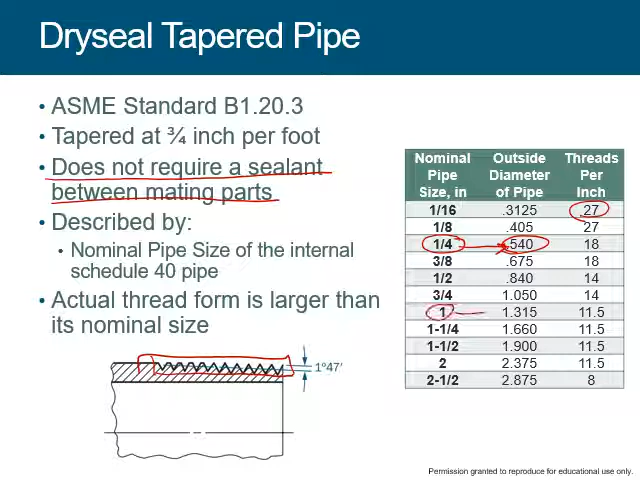 Dryseal Tapered Pipe
• ASME Standard B1.20.3
• Tapered at ¾ inch per foot
• Does not require a sealant
between mating parts
• Described by:
• Nominal Pipe Size of the internal
schedule 40 pipe
• Actual thread form is larger than
its nominal size
1°47′
Nominal Pipe Size, in Outside Diameter of Pipe Threads Per Inch
1/16 .3125 27
1/8 .405 27
1/4 .540 18
3/8 .675 18
1/2 .840 14
3/4 1.050 14
1 1.315 11.5
1-1/4 1.660 11.5
1-1/2 1.900 11.5
2 2.375 11.5
2-1/2 2.875 8
Permission granted to reproduce for educational use only.